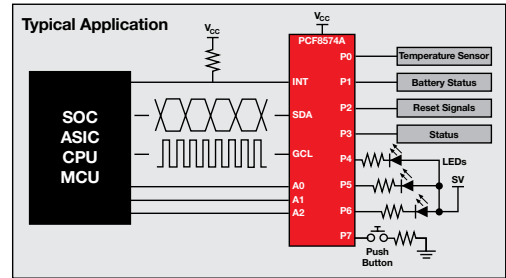 Typical Application
VCC
VCC
PCF8574A
SOC
ASIC
CPU
MCU
INT
SDA
GCL
A0
A1
A2
P0
P1
P2
P3
P4
P5
P6
P7
Temperature Sensor
Battery Status
Reset Signals
Status
LEDs
SV
Push
Button